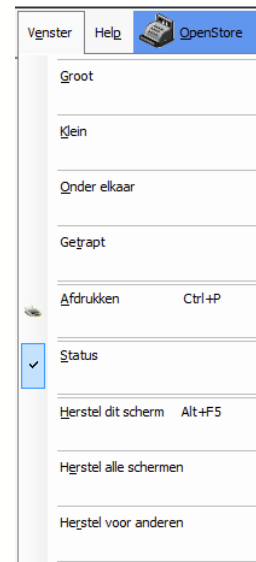 Venster Help OpenStore
Groot
Klein
Onder elkaar
Getrapt
Afdrukken Ctrl+P
Status
Herstel dit scherm Alt+F5
Herstel alle schermen
Herstel voor anderen